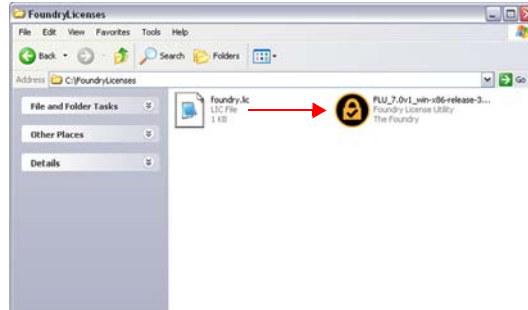 FoundryLicenses
File Edit View Favorites Tools Help
Back Search Folders
Address C:\FoundryLicenses Go
File and Folder Tasks
Other Places
Details
foundry.lic
LIC File
1 KB
FLU_7.0v1_win-x86-release-3...
Foundry License Utility
The Foundry